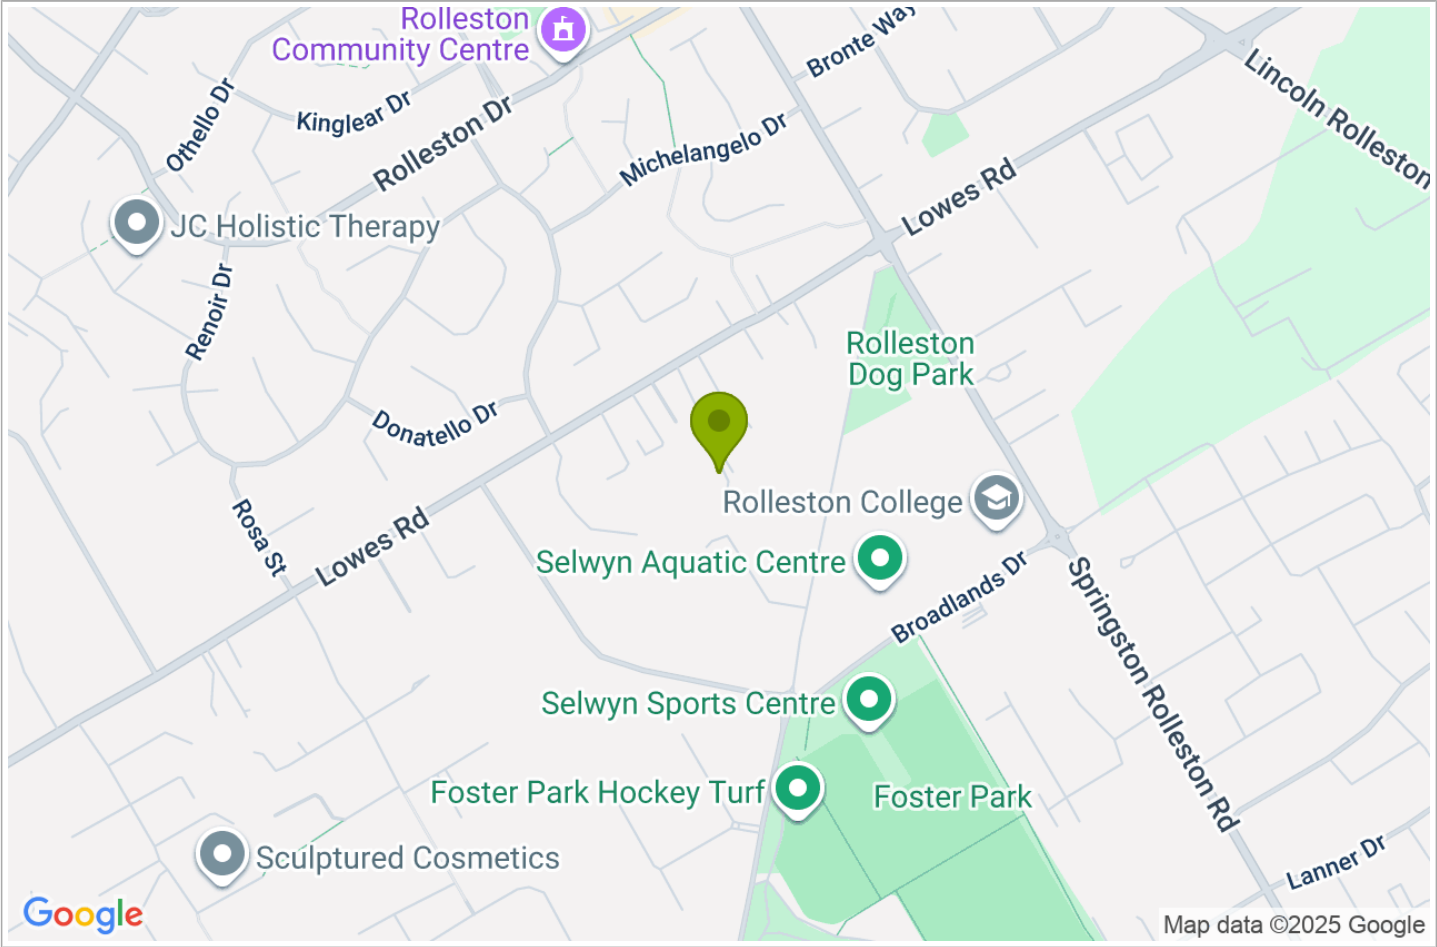 Rolleston
Community Centre
Bronte Way
Lincoln Rolleston
Othello Dr
Kinglear Dr
Rolleston Dr
Michelangelo Dr
Lowes Rd
JC Holistic Therapy
Renoir Dr
Rolleston
Dog Park
Donatello Dr
Rolleston College
Rosa St
Lowes Rd
Selwyn Aquatic Centre
Broadlands Dr
Springston Rolleston Rd
Selwyn Sports Centre
Foster Park Hockey Turf
Foster Park
Sculptured Cosmetics
Lanner Dr
Google
Map data ©2025 Google